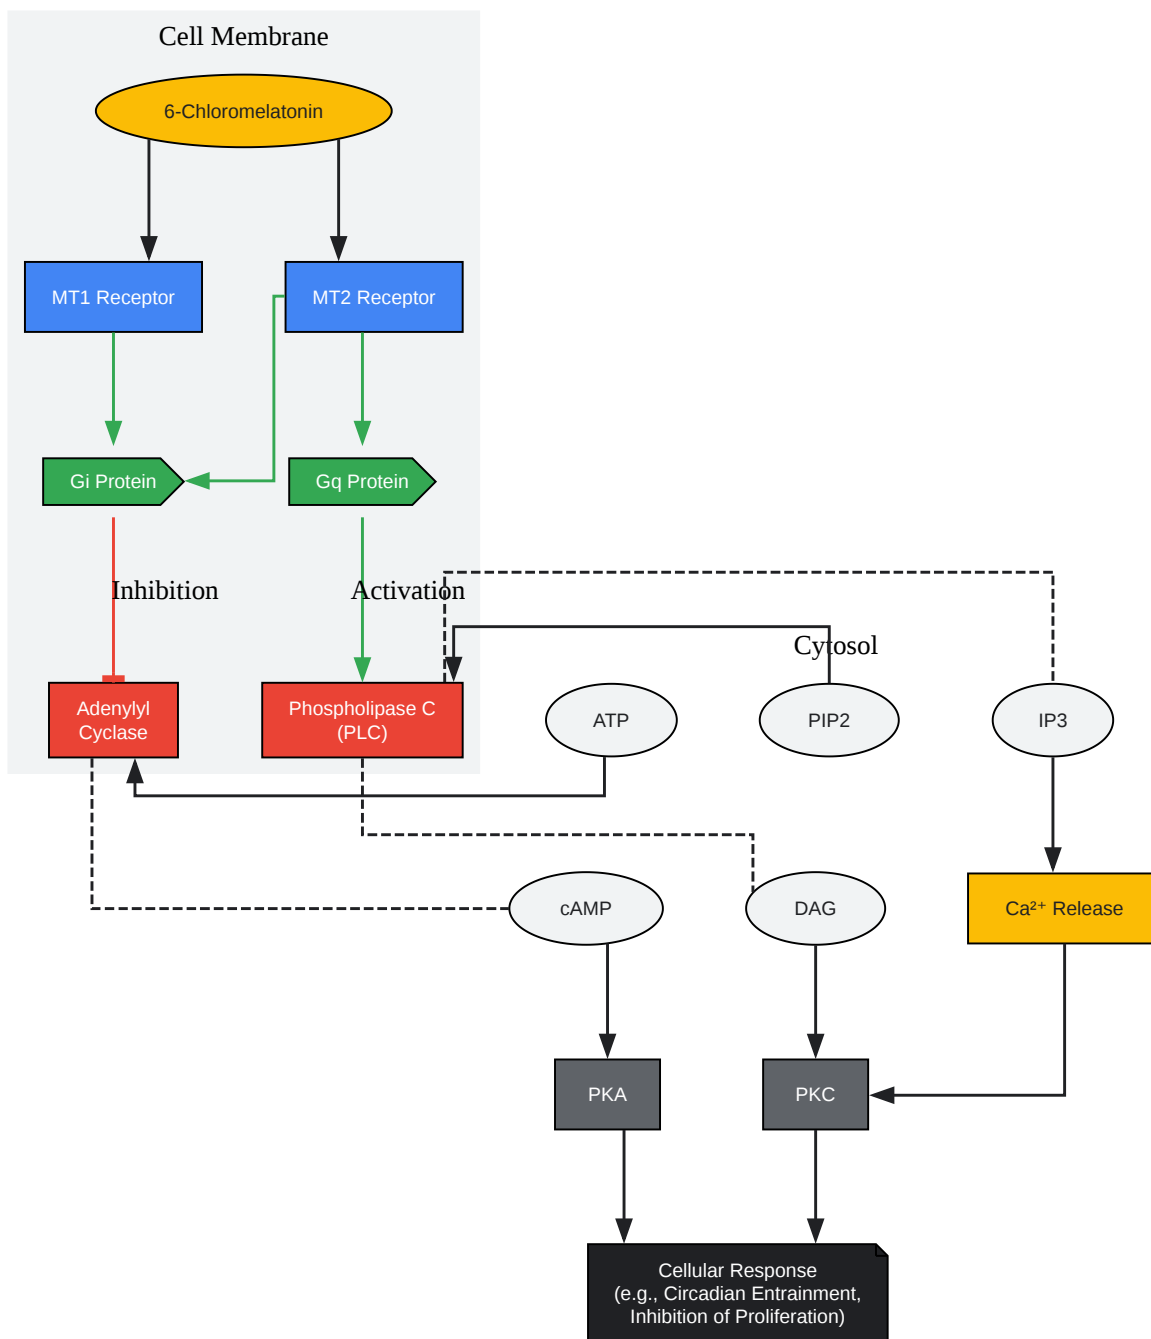 Cell Membrane
6-Chloromelatonin
MT1 Receptor
MT2 Receptor
Gi Protein
Gq Protein
Inhibition
Activation
Cytosol
Adenylyl
Cyclase
Phospholipase C
(PLC)
ATP
PIP2
IP3
cAMP
DAG
Ca²⁺ Release
PKA
PKC
Cellular Response
(e.g., Circadian Entrainment,
Inhibition of Proliferation)